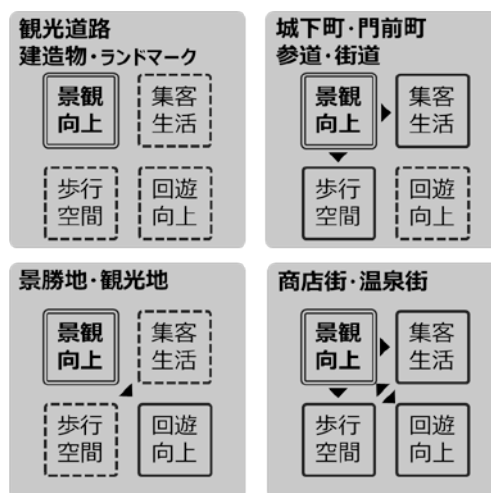 観光道路
建造物・ランドマーク
景観
向上
集客
生活
歩行
空間
回遊
向上
城下町・門前町
参道・街道
景観
向上
集客
生活
歩行
空間
回遊
向上
景勝地・観光地
景観
向上
集客
生活
歩行
空間
回遊
向上
商店街・温泉街
景観
向上
集客
生活
歩行
空間
回遊
向上